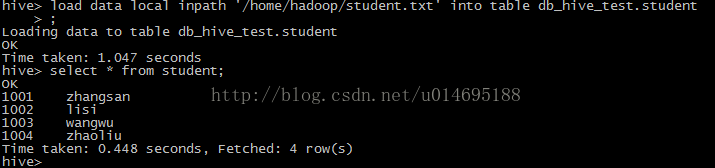 hive> load data local inpath '/home/hadoop/student.txt' into table db_hive_test.student
    > ;
Loading data to table db_hive_test.student
OK
Time taken: 1.047 seconds
hive> select * from student;
OK
1001    zhangsan
http://blog.csdn.net/u014695188
1002    lisi
1003    wangwu
1004    zhaoliu
Time taken: 0.448 seconds, Fetched: 4 row(s)
hive>